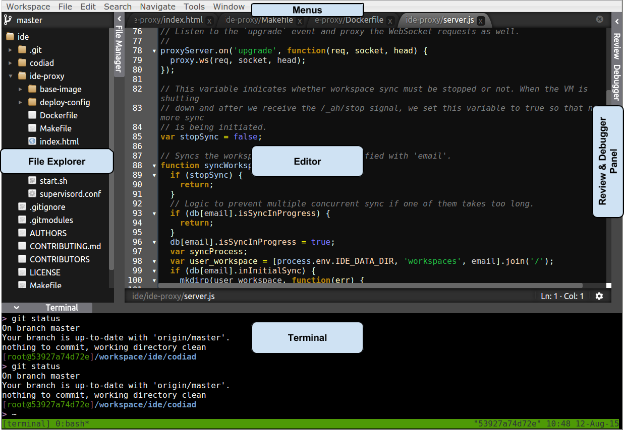 Workspace File Edit Search Navigate Tools Window
Menus
master
e-proxy/index.html x ide-proxy/Makefile x e-proxy/Dockerfile x ide-proxy/server.js x
ide
.git
codiad
ide-proxy
base-image
deploy-config
Dockerfile
Makefile
index.html
File Explorer
start.sh
supervisord.conf
.gitignore
.gitmodules
AUTHORS
CONTRIBUTING.md
CONTRIBUTORS
LICENSE
Makefile
File Manager
76 // Listen to the `upgrade` event and proxy the WebSocket requests as well.
77 //
78 proxyServer.on('upgrade', function(req, socket, head) {
79 proxy.ws(req, socket, head);
80 });
81
82 // This variable indicates whether workspace sync must be stopped or not. When the VM is
shutting
83 // down and after we receive the /_ah/stop signal, we set this variable to true so that n
more sync
84 // is being initiated.
85 var stopSync = false;
86
87 // Syncs the worksp fied with 'email'.
88 function syncWorksp
89 if (stopSync) {
90 return;
91 }
92 // Logic to prevent multiple concurrent sync if one of them takes too long.
93 if (db[email].isSyncInProgress) {
94 return;
95 }
96 db[email].isSyncInProgress = true;
97 var syncProcess;
98 var user_workspace = [process.env.IDE_DATA_DIR, 'workspaces', email].join('/');
99 if (db[email].inInitialSync) {
100 mkdirp(user_workspace, function(err) {
Editor
ide/ide-proxy/server.js Ln: 1 · Col: 1
Review Debugger
Review & Debugger
Panel
Terminal
> git status
On branch master
Your branch is up-to-date with 'origin/master'.
nothing to commit, working directory clean
[root@53927a74d72e]/workspace/ide/codiad
> git status
On branch master
Your branch is up-to-date with 'origin/master'.
nothing to commit, working directory clean
[root@53927a74d72e]/workspace/ide/codiad
> ~
Terminal
[terminal] 0:bash* "53927a74d72e" 10:48 12-Aug-15